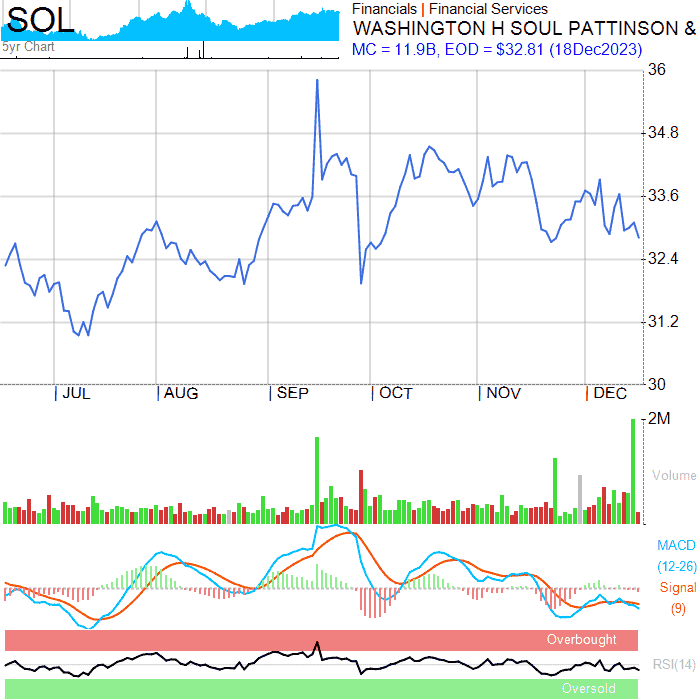 SOL
5yr Chart
Financials | Financial Services
WASHINGTON H SOUL PATTINSON &
MC = 11.9B, EOD = $32.81 (18Dec2023)
36
34.8
33.6
32.4
31.2
30
JUL AUG SEP OCT NOV DEC
2M
Volume
MACD
(12-26)
Signal
(9)
Overbought
RSI(14)
Oversold